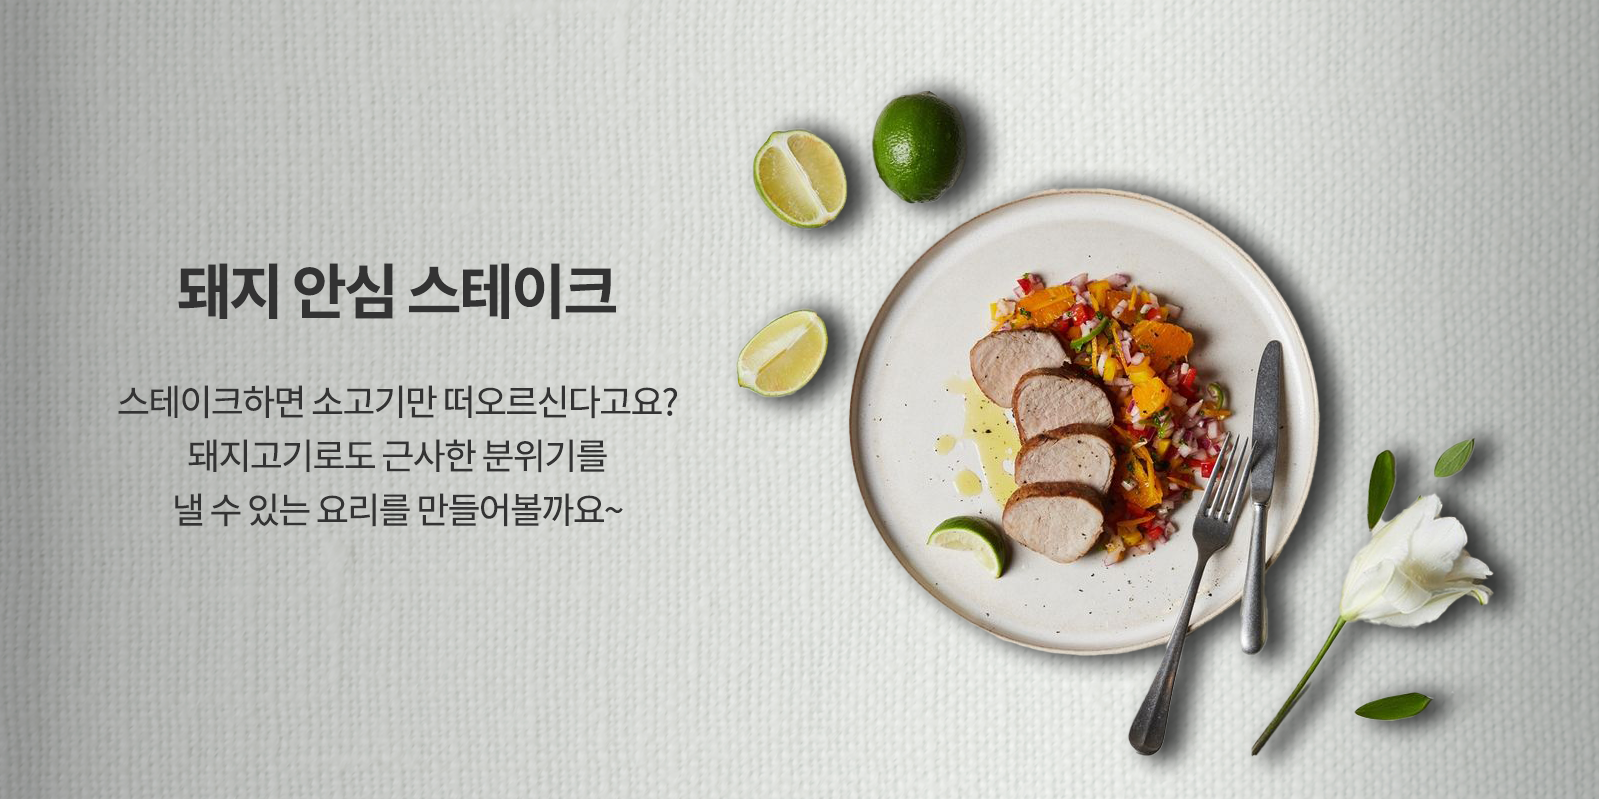 돼지 안심 스테이크
스테이크하면 소고기만 떠오르신다고요?
돼지고기로도 근사한 분위기를
낼 수 있는 요리를 만들어볼까요~